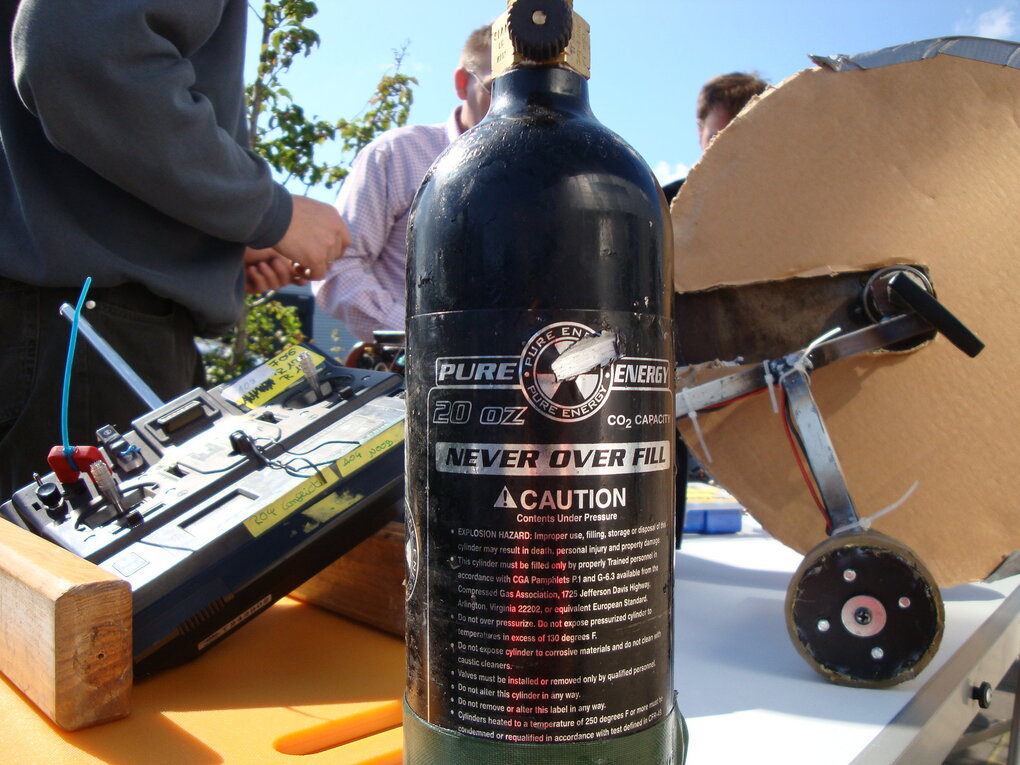 PURE ENERGY
PURE
ENERGY
PURE ENERGY
20 OZ
CO2 CAPACITY
NEVER OVER FILL
CAUTION
Contents Under Pressure
• EXPLOSION HAZARD: Improper use, filling, storage or disposal of this
cylinder may result in death, personal injury and property damage
• This cylinder must be filled only by properly Trained personnel in
accordance with CGA Pamphlets P.1 and G-6.3 available from the
Compressed Gas Association, 1725 Jefferson Davis Highway,
Arlington, Virginia 22202, or equivalent European Standard.
• Do not over pressurize. Do not expose pressurized cylinder to
temperatures in excess of 130 degrees F.
• Do not expose cylinder to corrosive materials and do not clean with
caustic cleaners.
• Valves must be installed or removed only by qualified personnel.
• Do not alter this cylinder in any way.
• Do not remove or alter this label in any way.
• Cylinders heated to a temperature of 250 degrees F or more must be
condemned or requalified in accordance with test defined in CFR-49